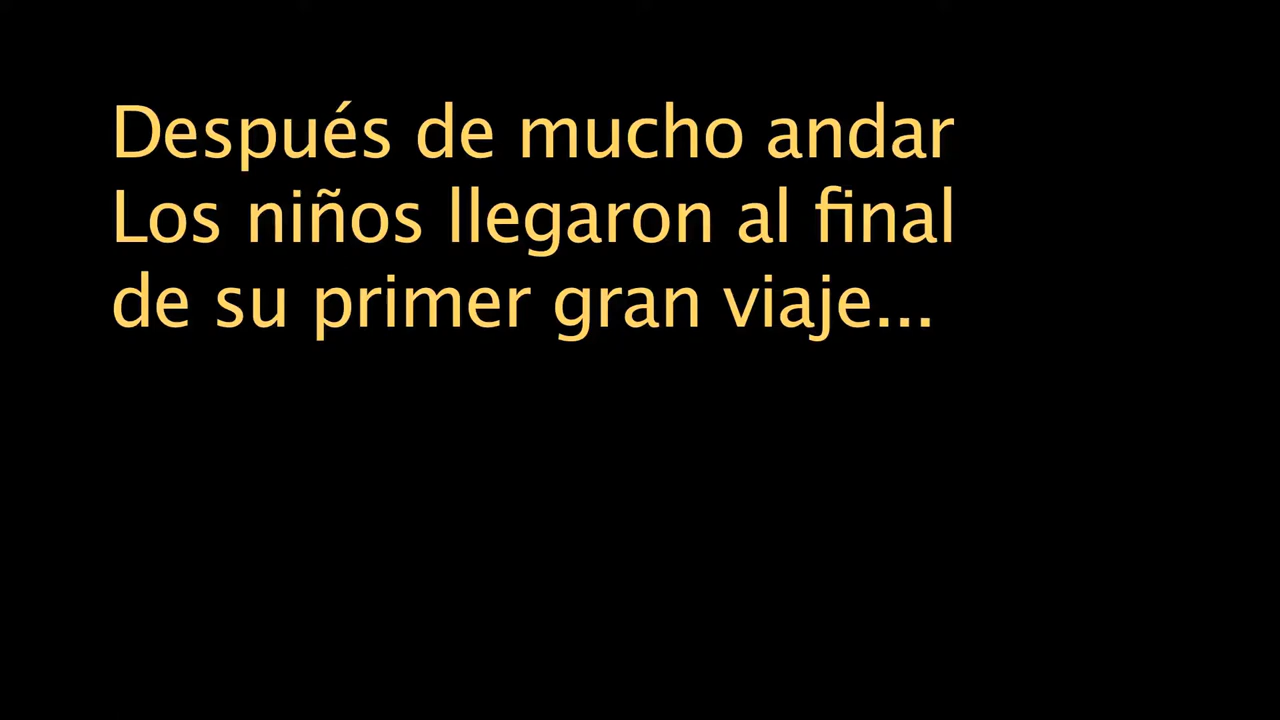 Después de mucho andar
Los niños llegaron al final
de su primer gran viaje...